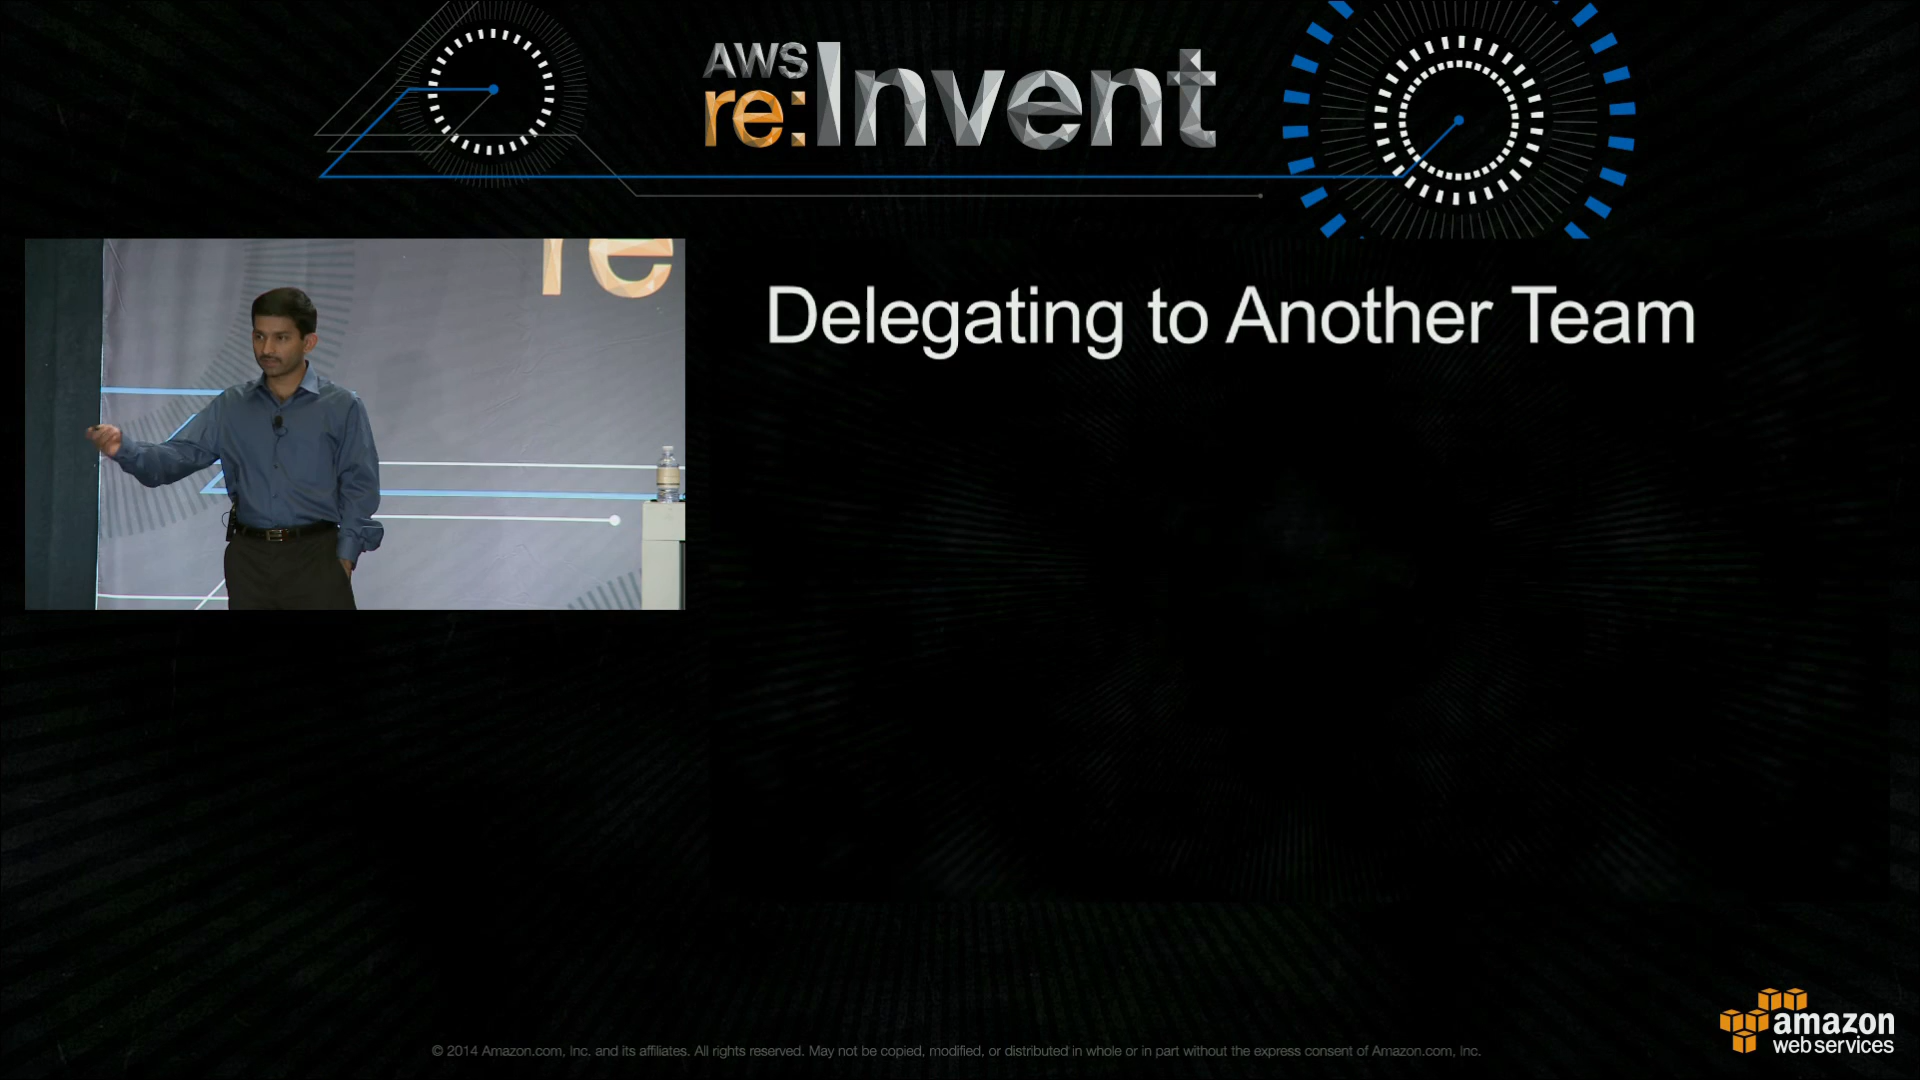 AWS
re:Invent
re
Delegating to Another Team
amazon
web services
© 2014 Amazon.com, Inc. and its affiliates. All rights reserved. May not be copied, modified, or distributed in whole or in part without the express consent of Amazon.com, Inc.